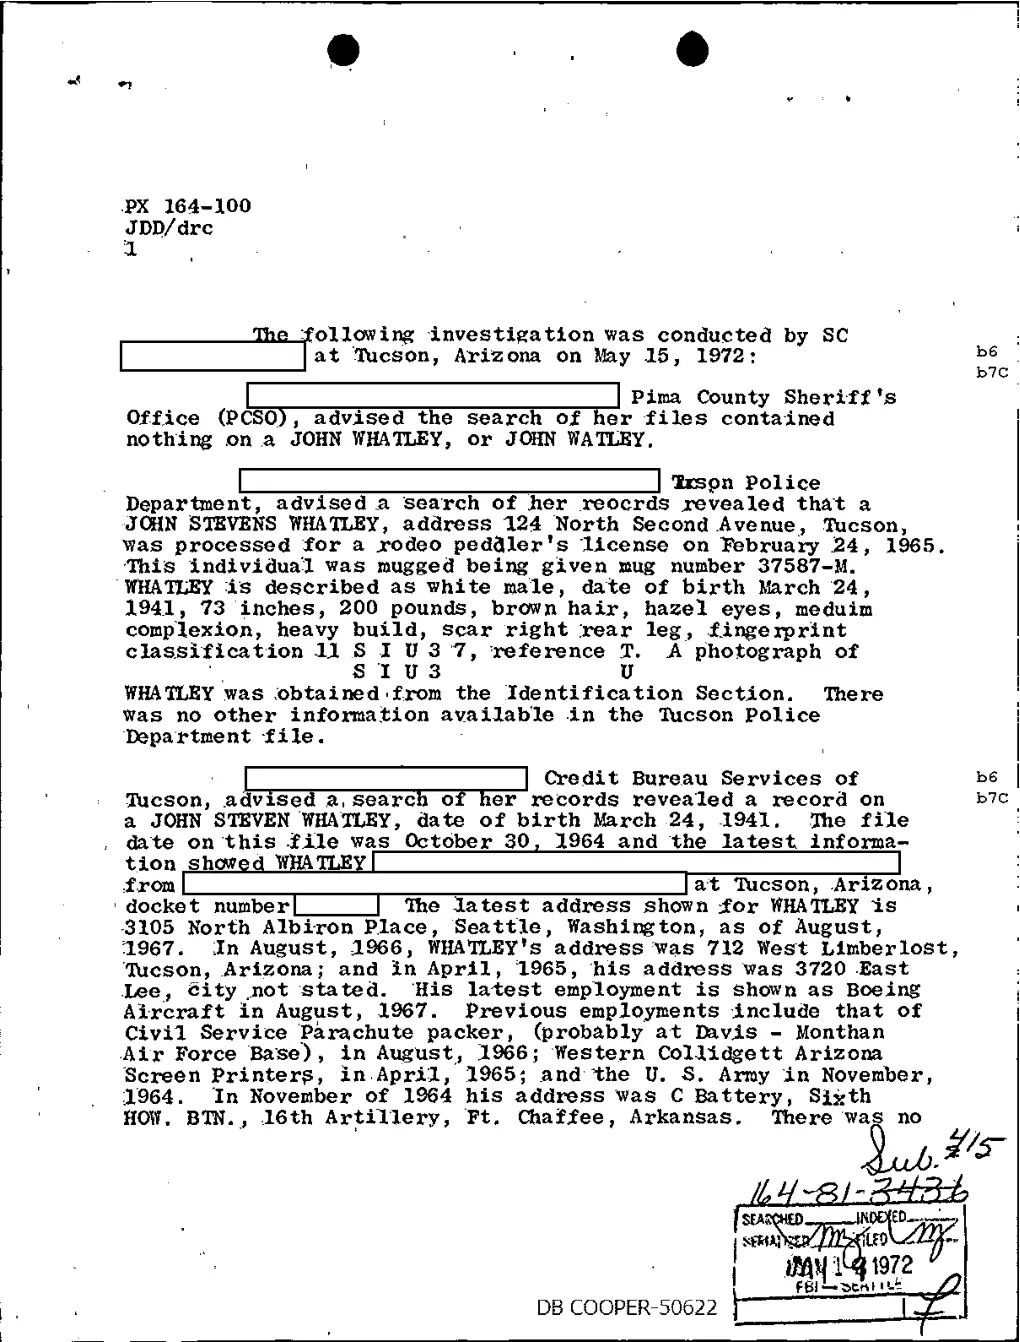 PX 164-100
JDD/drc
1
The following investigation was conducted by SC
at Tucson, Arizona on May 15, 1972:
b6
b7C
Pima County Sheriff's
Office (PCSO), advised the search of her files contained
nothing on a JOHN WHATLEY, or JOHN WATLEY.
Police
Department, advised a search of her reocrds revealed that a
JOHN STEVENS WHATLEY, address 124 North Second Avenue, Tucson,
was processed for a rodeo peddler's license on February 24, 1965.
This individual was mugged being given mug number 37587-M.
WHATLEY is described as white male, date of birth March 24,
1941, 73 inches, 200 pounds, brown hair, hazel eyes, meduim
complexion, heavy build, scar right rear leg, fingerprint
classification 11 S I U 3 7, reference T. A photograph of
S I U 3 U
WHATLEY was obtained from the Identification Section. There
was no other information available in the Tucson Police
Department file.
Credit Bureau Services of
b6
Tucson, advised a search of her records revealed a record on
b7C
a JOHN STEVEN WHATLEY, date of birth March 24, 1941. The file
date on this file was October 30, 1964 and the latest informa-
tion showed WHATLEY
from at Tucson, Arizona,
docket number The latest address shown for WHATLEY is
3105 North Albiron Place, Seattle, Washington, as of August,
1967. In August, 1966, WHATLEY's address was 712 West Limberlost,
Tucson, Arizona; and in April, 1965, his address was 3720 East
Lee, city not stated. His latest employment is shown as Boeing
Aircraft in August, 1967. Previous employments include that of
Civil Service Parachute packer, (probably at Davis - Monthan
Air Force Base), in August, 1966; Western Collidgett Arizona
Screen Printers, in April, 1965; and the U. S. Army in November,
1964. In November of 1964 his address was C Battery, Sixth
HOW. BTN., 16th Artillery, Ft. Chaffee, Arkansas. There was no
Sub. 415
164-81-3436
SEARCHED INDEXED
SERIALIZED FILED
MAY 19 1972
FBI - SEATTLE
DB COOPER-50622